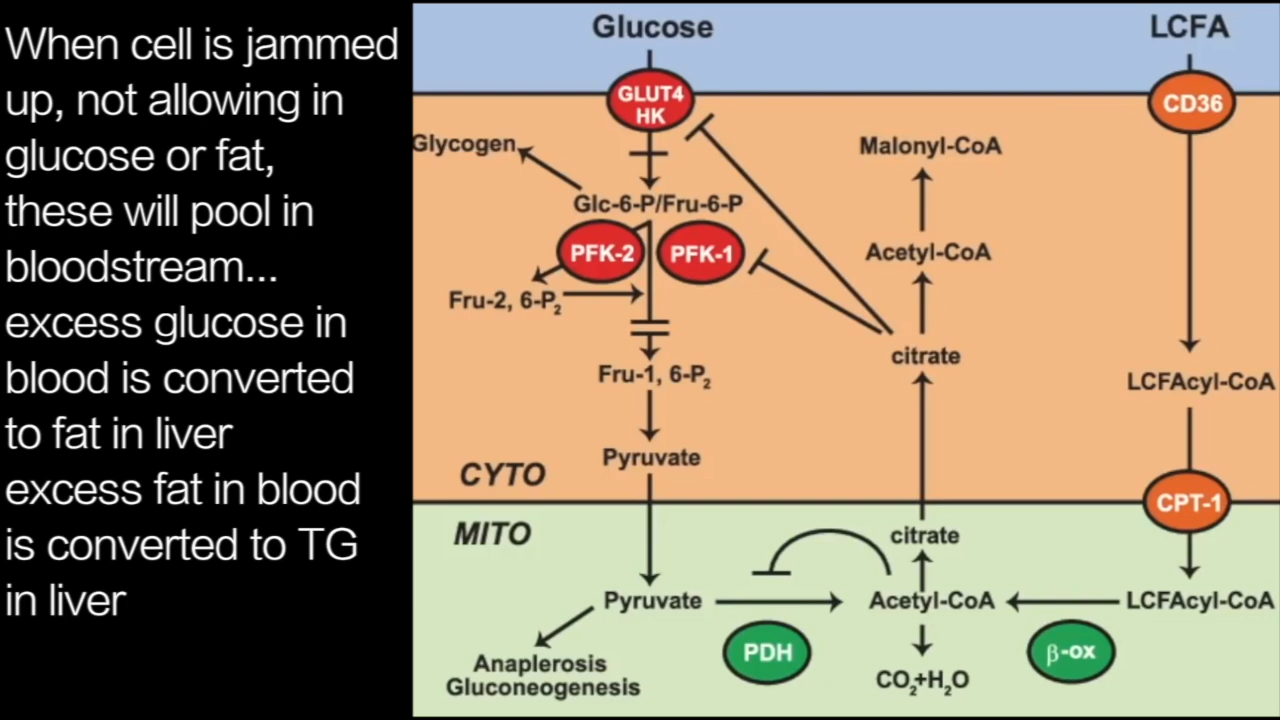 When cell is jammed
up, not allowing in
glucose or fat,
these will pool in
bloodstream...
excess glucose in
blood is converted
to fat in liver
excess fat in blood
is converted to TG
in liver
Glucose
LCFA
GLUT4
HK
CD36
Glycogen
Malonyl-CoA
Glc-6-P/Fru-6-P
PFK-2
PFK-1
Acetyl-CoA
Fru-2, 6-P₂
citrate
Fru-1, 6-P₂
LCFAcyl-CoA
Pyruvate
CYTO
CPT-1
MITO
citrate
Pyruvate
Acetyl-CoA
LCFAcyl-CoA
PDH
β-ox
Anaplerosis
Gluconeogenesis
CO₂+H₂O